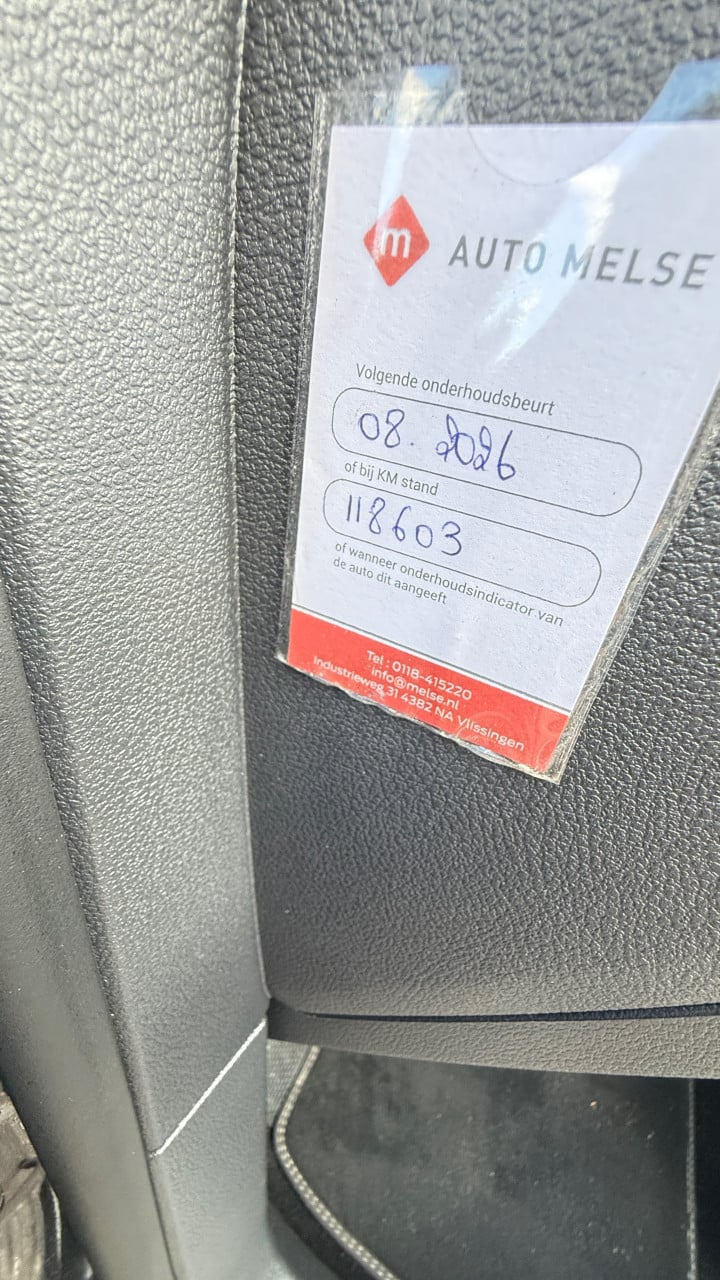 m AUTO MELSE
Volgende onderhoudsbeurt
08. 2026
of bij KM stand
118603
of wanneer onderhoudsindicator van
de auto dit aangeeft
Tel : 0118-415220
info@melse.nl
Industrieweg 31 4382 NA Vlissingen